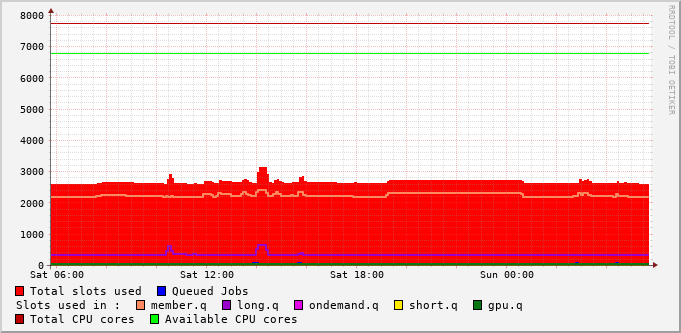 8000
7000
6000
5000
4000
3000
2000
1000
0
Sat 06:00 Sat 12:00 Sat 18:00 Sun 00:00
RRDTOOL / TOBI OETIKER
Total slots used Queued Jobs
Slots used in : member.q long.q ondemand.q short.q gpu.q
Total CPU cores Available CPU cores